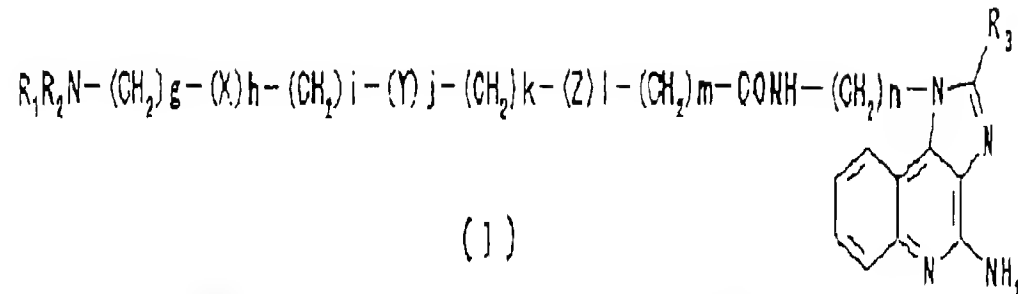 R₃
R₁R₂N—(CH₂)g—(X)h—(CH₂)i—(Y)j—(CH₂)k—(Z)l—(CH₂)m—CONH—(CH₂)n—N
N
(I)
N
NH₂